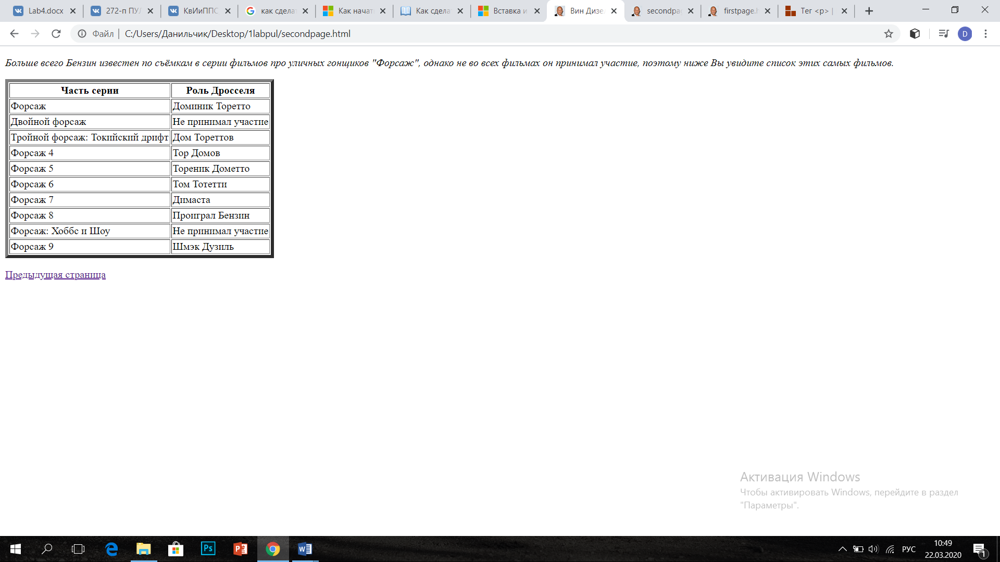 Lab4.docx
272-п ПУЛ
КвИиППС
как сделат
Как начат
Как сдела
Вставка и
Вин Дизе
secondpa
firstpage.h
Тег <p> |
Файл
C:/Users/Данильчик/Desktop/1labpul/secondpage.html
D
Больше всего Бензин известен по съёмкам в серии фильмов про уличных гонщиков "Форсаж", однако не во всех фильмах он принимал участие, поэтому ниже Вы увидите список этих самых фильмов.
Часть серии Роль Дросселя
Форсаж Доминик Торетто
Двойной форсаж Не принимал участие
Тройной форсаж: Токийский дрифт Дом Тореттов
Форсаж 4 Тор Домов
Форсаж 5 Тореник Дометто
Форсаж 6 Том Тотетти
Форсаж 7 Димаста
Форсаж 8 Проиграл Бензин
Форсаж: Хоббс и Шоу Не принимал участие
Форсаж 9 Шмэк Дузиль
Предыдущая страница
Активация Windows
Чтобы активировать Windows, перейдите в раздел
"Параметры".
Ps
РУС
10:49
22.03.2020
1